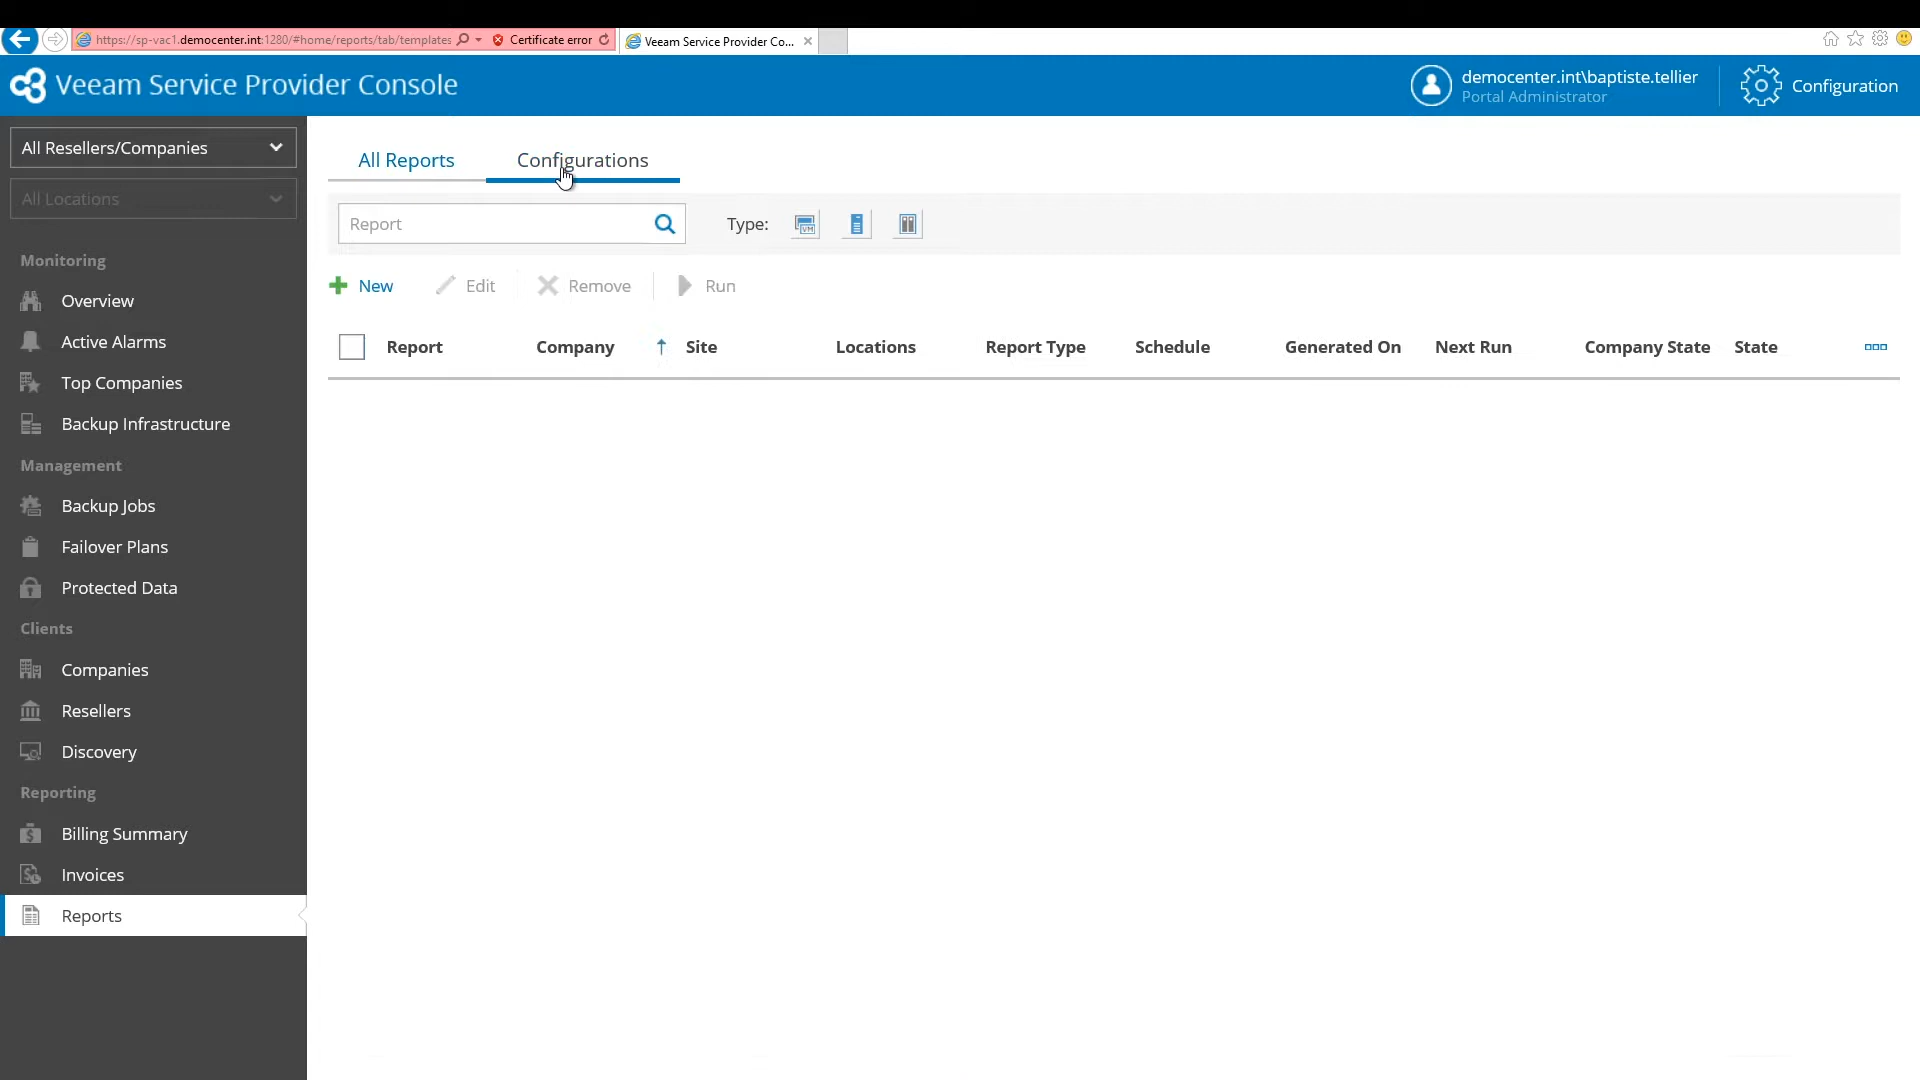 https://sp-vac1.democenter.int:1280/#home/reports/tab/templates Certificate error Veeam Service Provider Co...
Veeam Service Provider Console
democenter.int\baptiste.tellier
Portal Administrator
Configuration
All Resellers/Companies
All Locations
Monitoring
Overview
Active Alarms
Top Companies
Backup Infrastructure
Management
Backup Jobs
Failover Plans
Protected Data
Clients
Companies
Resellers
Discovery
Reporting
Billing Summary
Invoices
Reports
All Reports Configurations
Report Type: VM
New Edit Remove Run
Report Company Site Locations Report Type Schedule Generated On Next Run Company State State